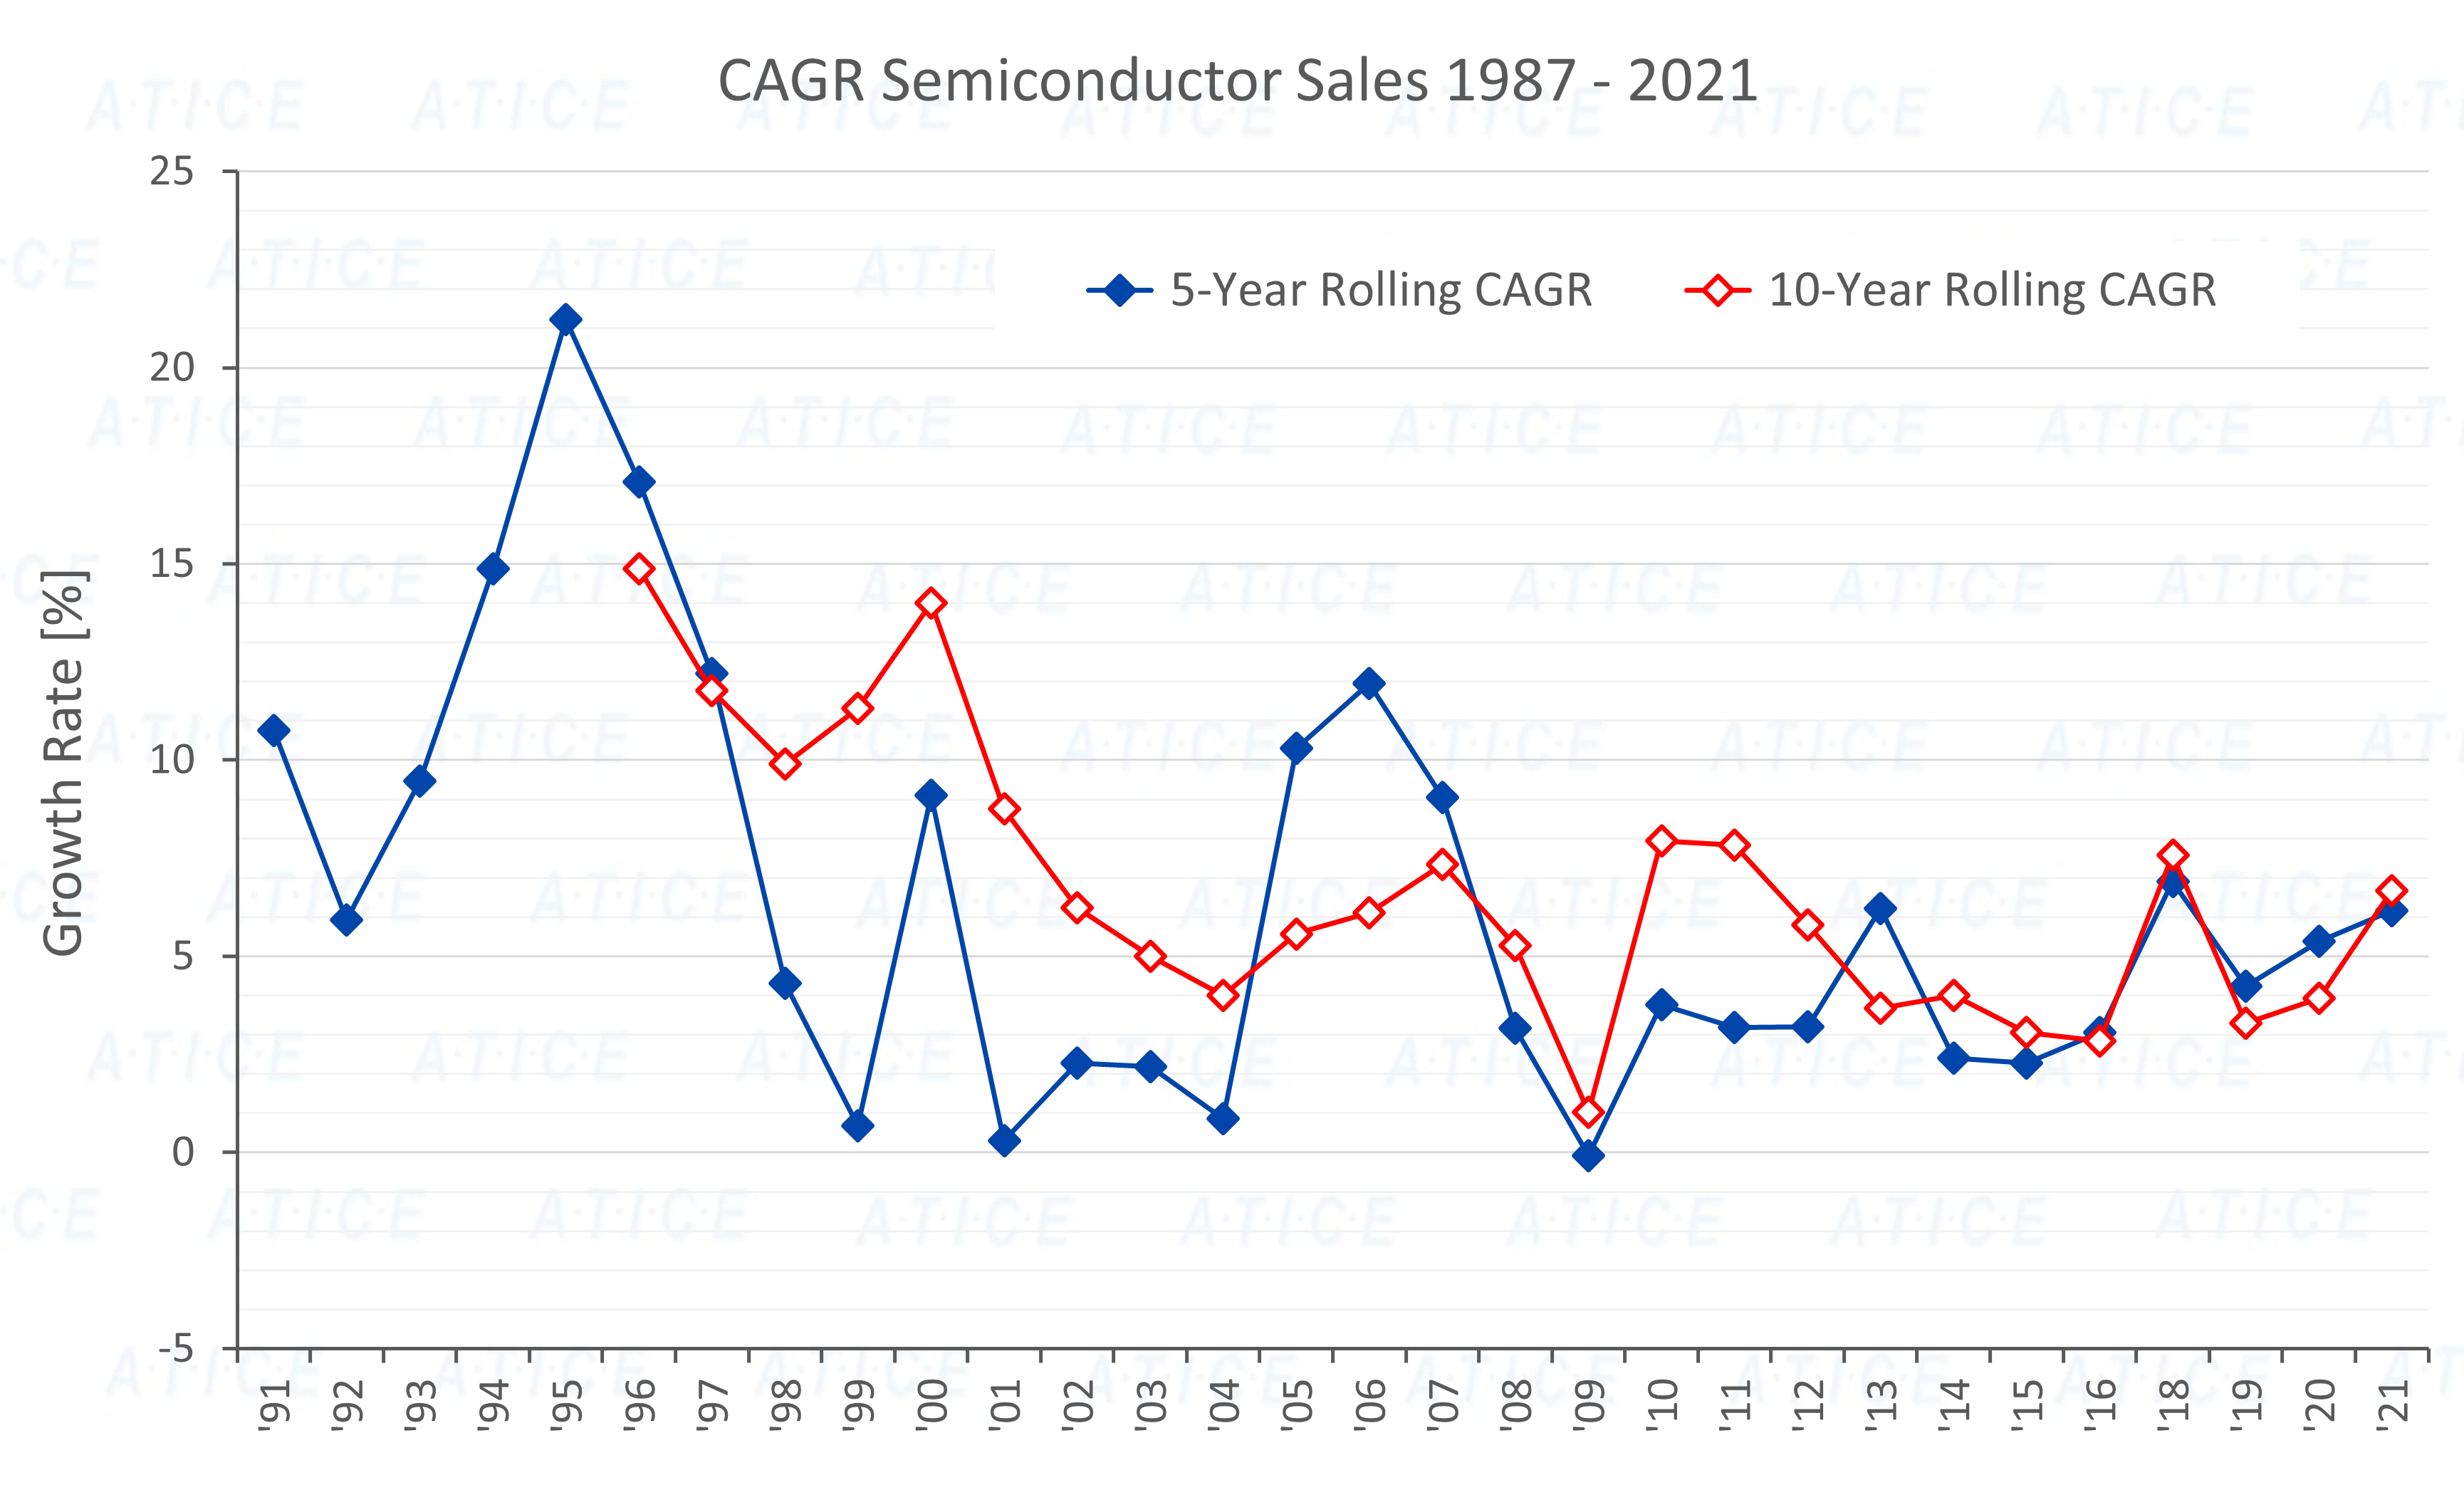 CAGR Semiconductor Sales 1987 - 2021
5-Year Rolling CAGR
10-Year Rolling CAGR
Growth Rate [%]
25
20
15
10
5
0
-5
'91 '92 '93 '94 '95 '96 '97 '98 '99 '00 '01 '02 '03 '04 '05 '06 '07 '08 '09 '10 '11 '12 '13 '14 '15 '16 '18 '19 '20 '21
A·T·I·C·E